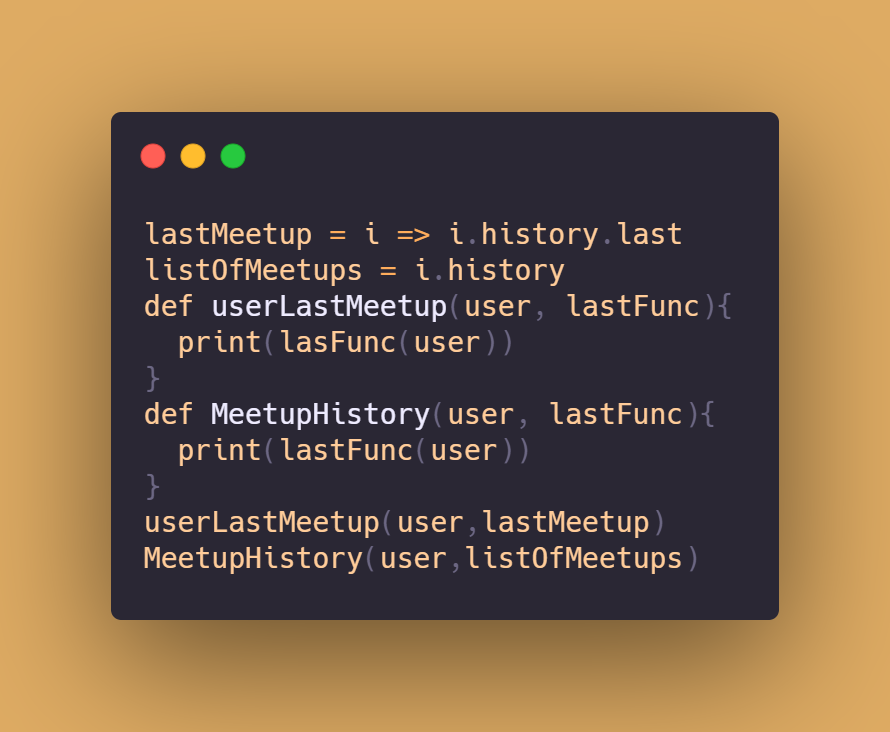 lastMeetup = i => i.history.last
listOfMeetups = i.history
def userLastMeetup(user, lastFunc){
  print(lasFunc(user))
}
def MeetupHistory(user, lastFunc){
  print(lastFunc(user))
}
userLastMeetup(user,lastMeetup)
MeetupHistory(user,listOfMeetups)